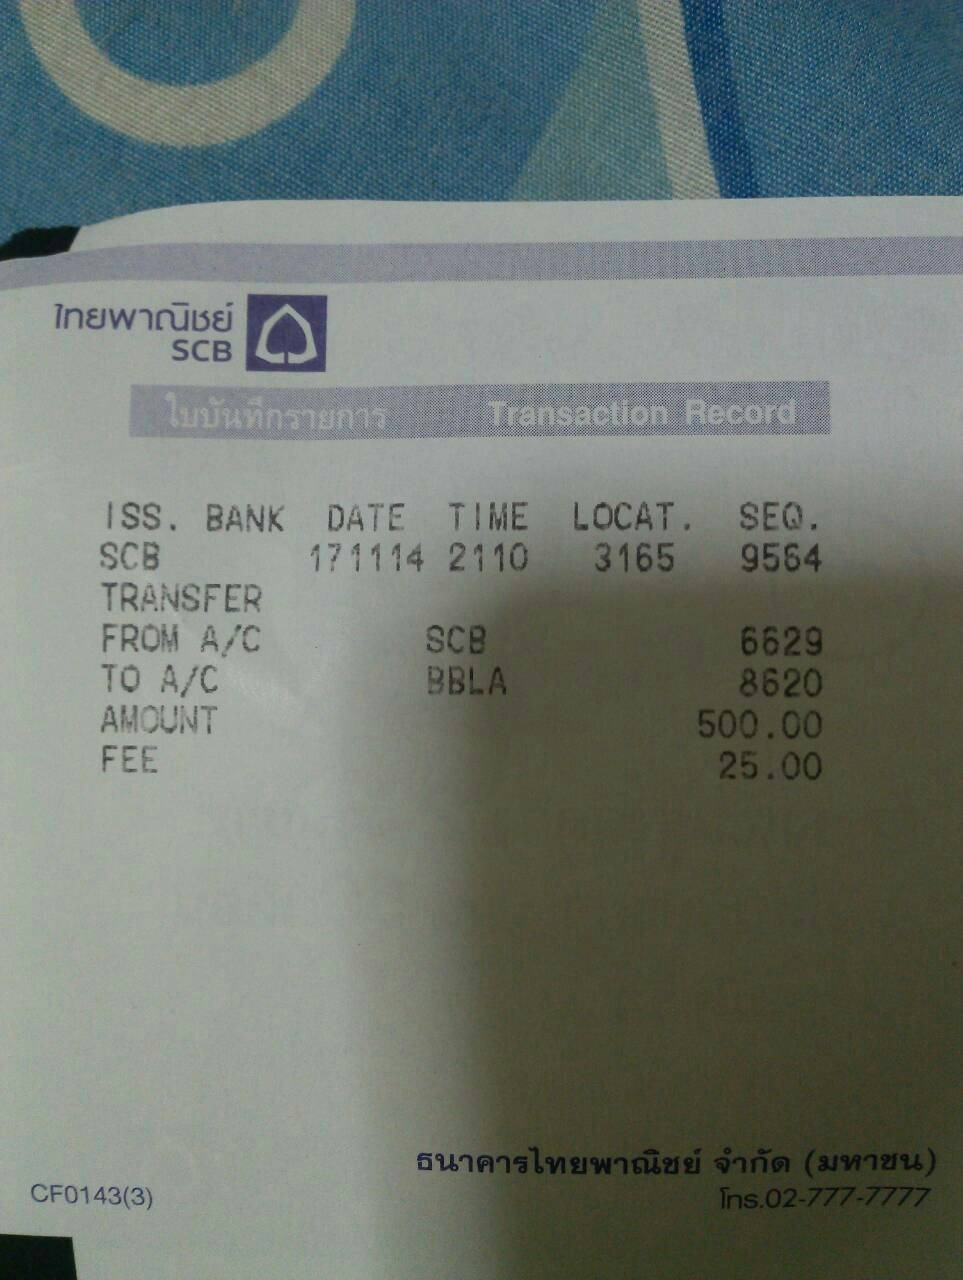 ไทยพาณิชย์
SCB
ใบบันทึกรายการ Transaction Record
ISS. BANK DATE TIME LOCAT. SEQ.
SCB 171114 2110 3165 9564
TRANSFER
FROM A/C SCB 6629
TO A/C BBLA 8620
AMOUNT 500.00
FEE 25.00
ธนาคารไทยพาณิชย์ จำกัด (มหาชน)
CF0143(3) โทร.02-777-7777